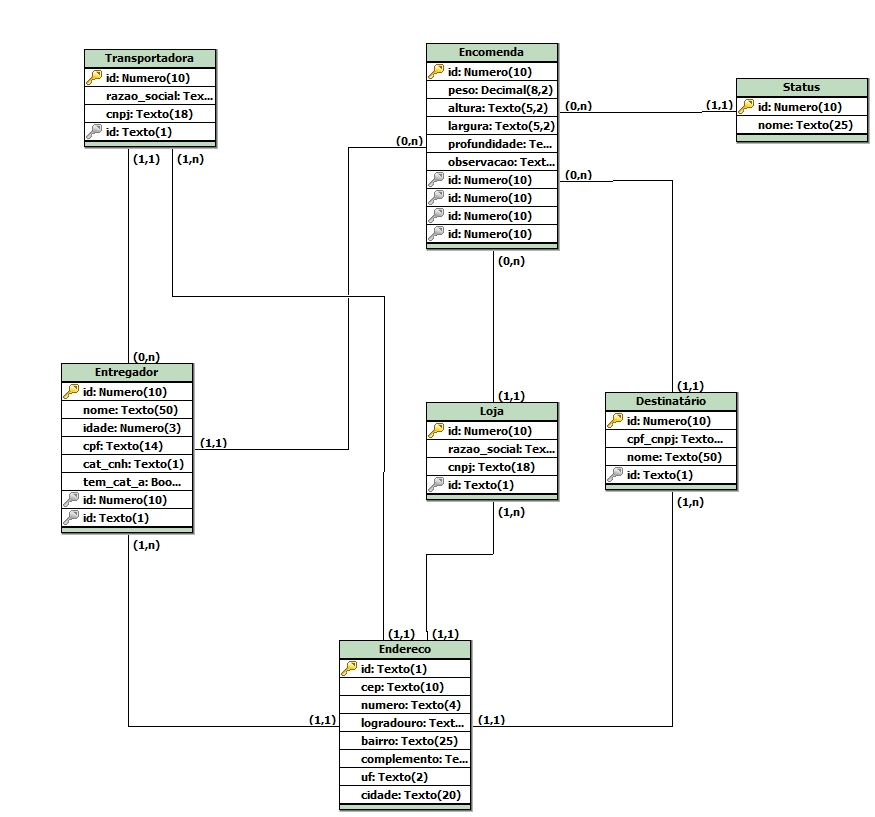 Transportadora
id: Numero(10)
razao_social: Tex...
cnpj: Texto(18)
id: Texto(1)
(1,1)
(1,n)
Encomenda
id: Numero(10)
peso: Decimal(8,2)
altura: Texto(5,2)
largura: Texto(5,2)
profundidade: Te...
observacao: Text...
id: Numero(10)
id: Numero(10)
id: Numero(10)
id: Numero(10)
(0,n)
(0,n)
(0,n)
(0,n)
(1,1)
Status
id: Numero(10)
nome: Texto(25)
(0,n)
Entregador
id: Numero(10)
nome: Texto(50)
idade: Numero(3)
cpf: Texto(14)
cat_cnh: Texto(1)
tem_cat_a: Boo...
id: Numero(10)
id: Texto(1)
(1,1)
(1,n)
(1,1)
Loja
id: Numero(10)
razao_social: Tex...
cnpj: Texto(18)
id: Texto(1)
(1,n)
(1,1)
Destinatário
id: Numero(10)
cpf_cnpj: Texto...
nome: Texto(50)
id: Texto(1)
(1,n)
(1,1)
(1,1)
(1,1)
(1,1)
Endereco
id: Texto(1)
cep: Texto(10)
numero: Texto(4)
logradouro: Text...
bairro: Texto(25)
complemento: Te...
uf: Texto(2)
cidade: Texto(20)